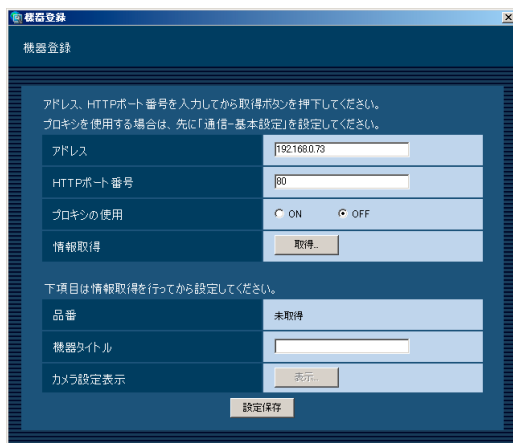 機器登録
機器登録
アドレス、HTTPポート番号を入力してから取得ボタンを押下してください。
プロキシを使用する場合は、先に「通信-基本設定」を設定してください。
アドレス 192.168.0.73
HTTPポート番号 80
プロキシの使用 ON OFF
情報取得 取得...
下項目は情報取得を行ってから設定してください。
品番 未取得
機器タイトル
カメラ設定表示 表示...
設定保存